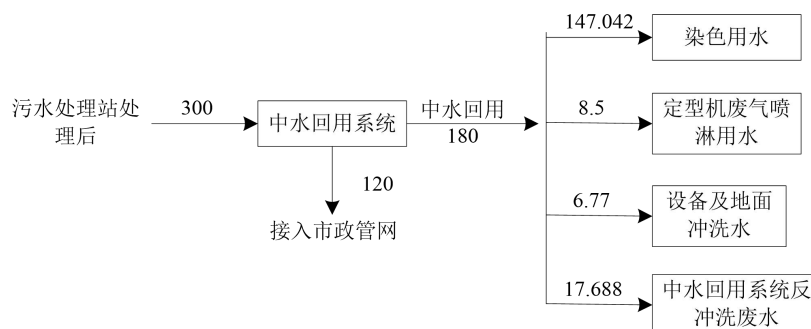 147.042
染色用水
污水处理站处
理后
300
中水回用系统
中水回用
180
8.5
定型机废气喷
淋用水
120
接入市政管网
6.77
设备及地面
冲洗水
17.688
中水回用系统反
冲洗废水